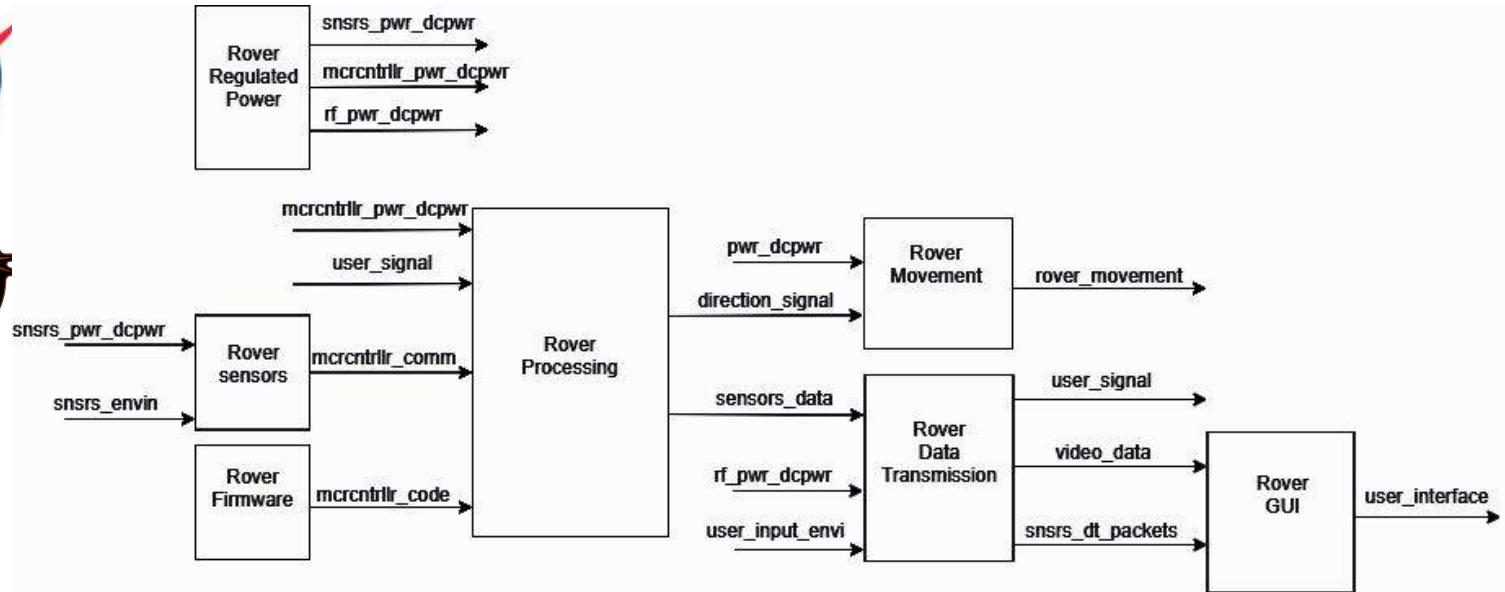 snsrs_pwr_dcpwr
Rover
Regulated
Power
mcrcntrllr_pwr_dcpwr
rf_pwr_dcpwr
mcrcntrllr_pwr_dcpwr
user_signal
snsrs_pwr_dcpwr
snsrs_envin
Rover
sensors
mcrcntrllr_comm
Rover
Firmware
mcrcntrllr_code
Rover
Processing
pwr_dcpwr
direction_signal
Rover
Movement
rover_movement
sensors_data
rf_pwr_dcpwr
user_input_envi
Rover
Data
Transmission
user_signal
video_data
snsrs_dt_packets
Rover
GUI
user_interface